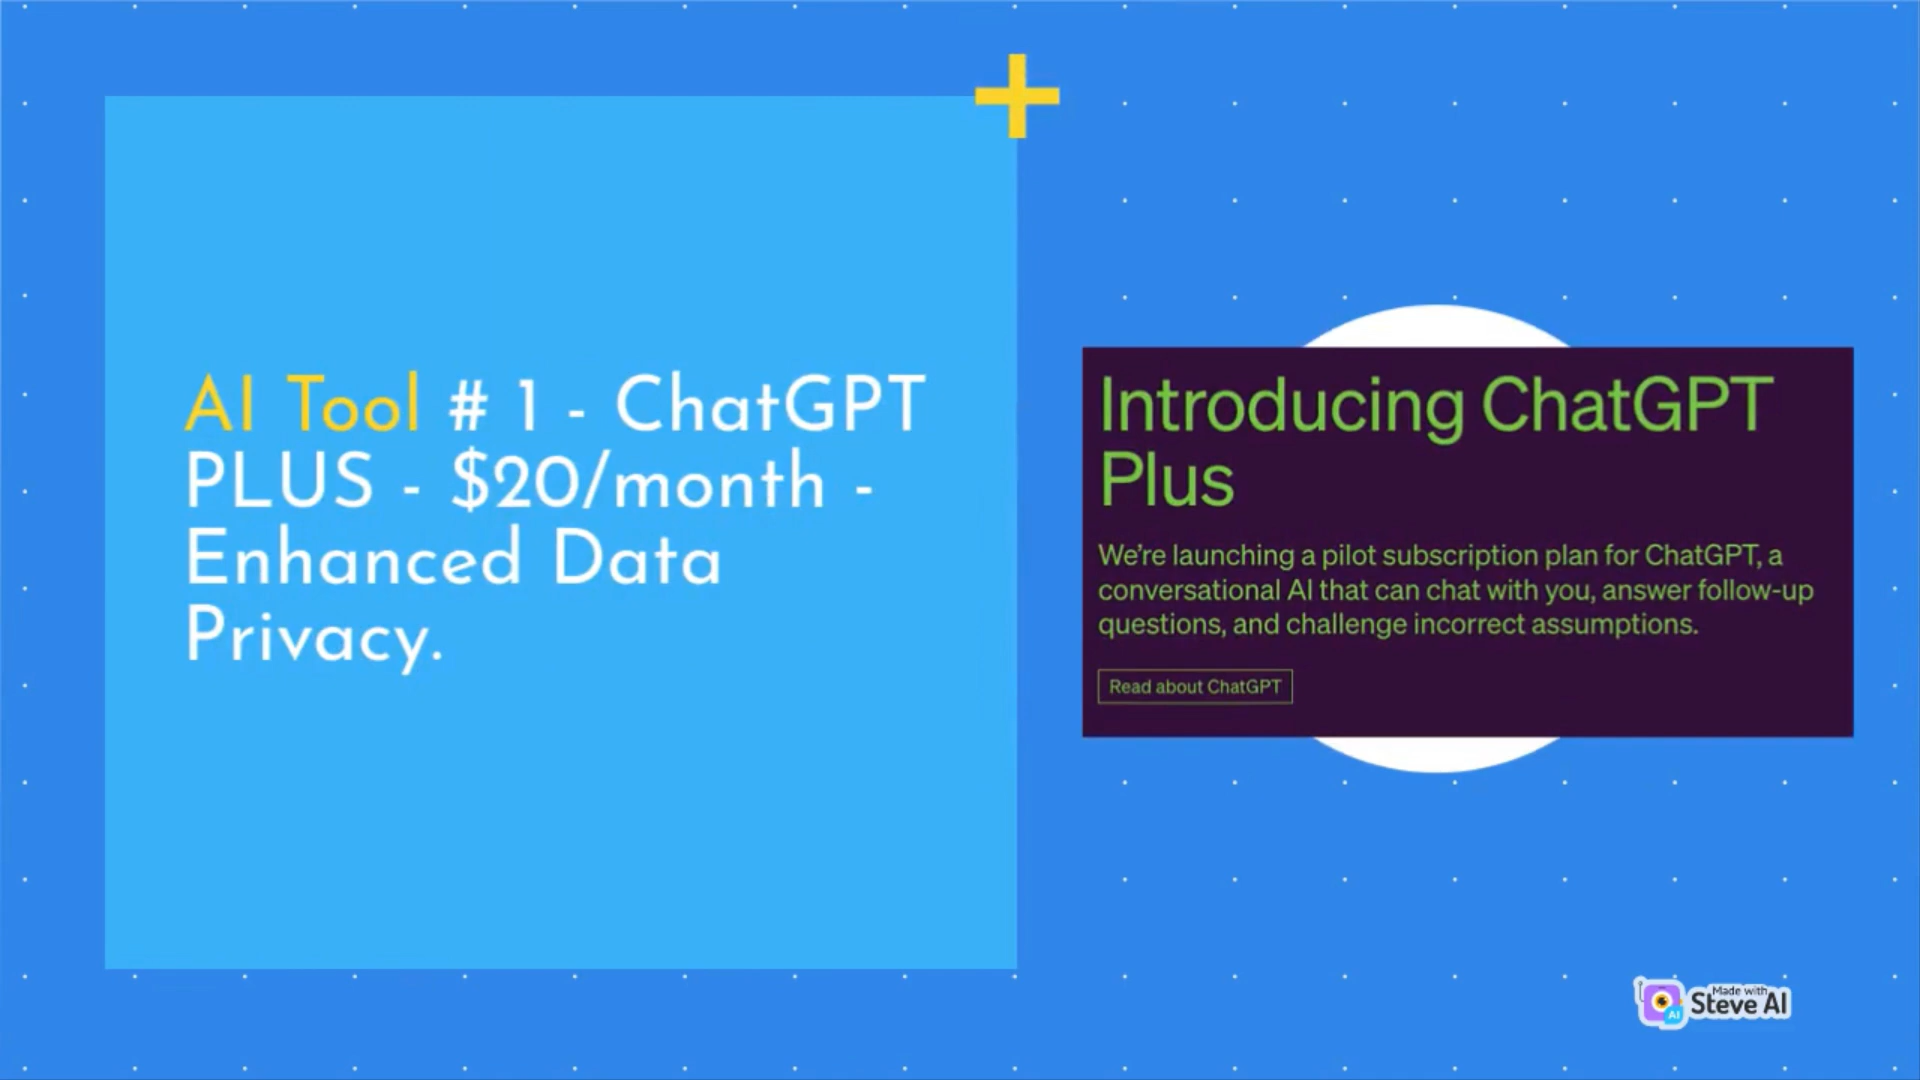 AI Tool # 1 - ChatGPT
PLUS - $20/month -
Enhanced Data
Privacy.
Introducing ChatGPT
Plus
We're launching a pilot subscription plan for ChatGPT, a
conversational AI that can chat with you, answer follow-up
questions, and challenge incorrect assumptions.
Read about ChatGPT
Made with
Steve AI
AI